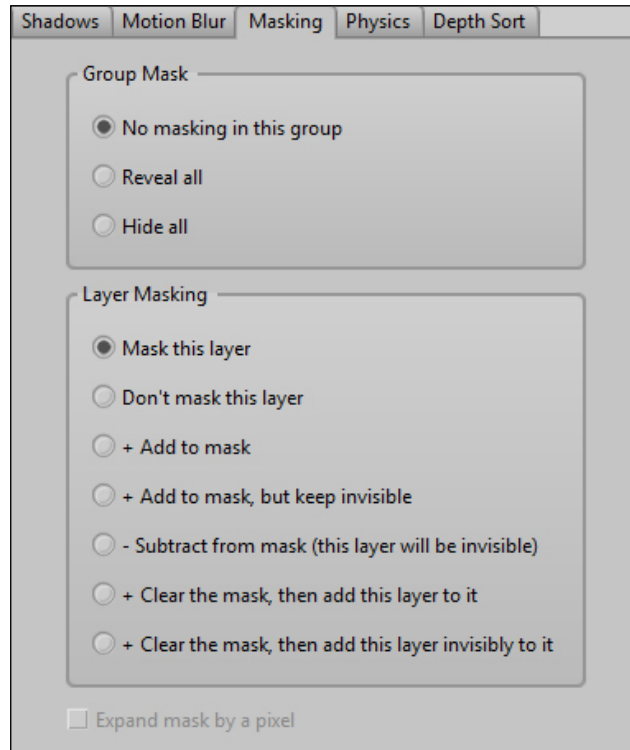 Shadows Motion Blur Masking Physics Depth Sort
Group Mask
No masking in this group
Reveal all
Hide all
Layer Masking
Mask this layer
Don't mask this layer
+ Add to mask
+ Add to mask, but keep invisible
- Subtract from mask (this layer will be invisible)
+ Clear the mask, then add this layer to it
+ Clear the mask, then add this layer invisibly to it
Expand mask by a pixel